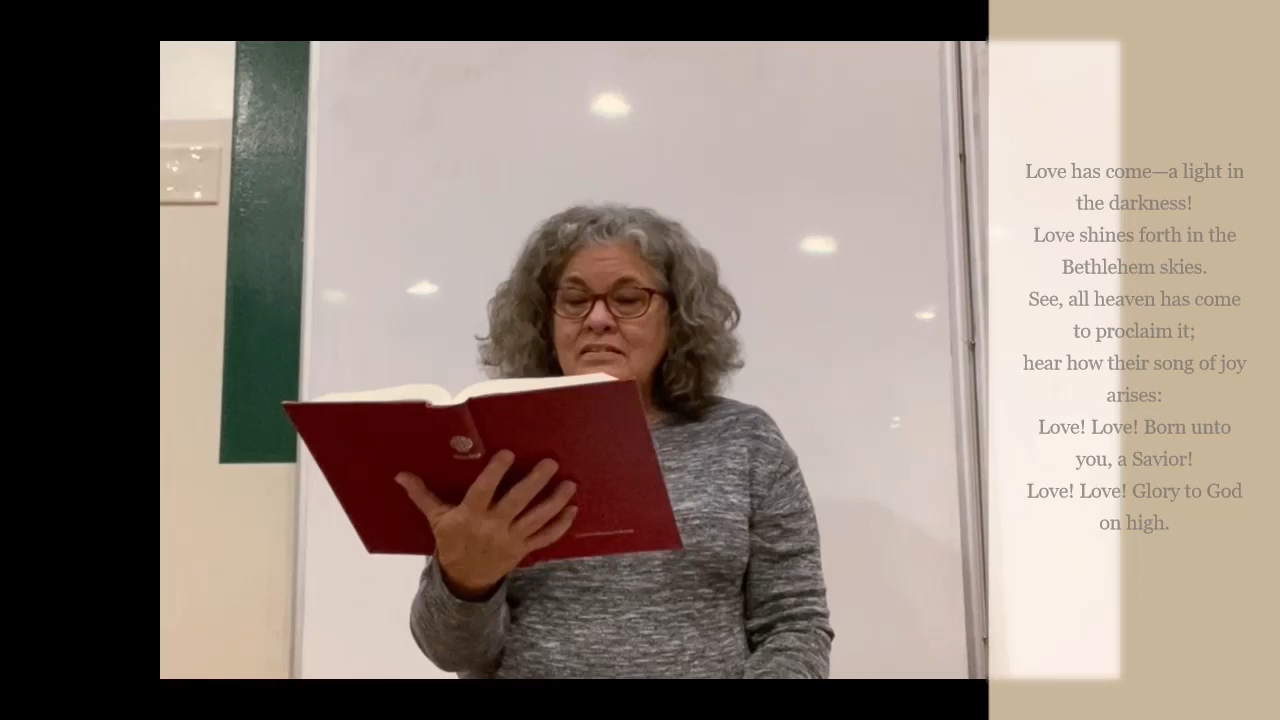 Love has come—a light in
the darkness!
Love shines forth in the
Bethlehem skies.
See, all heaven has come
to proclaim it;
hear how their song of joy
arises:
Love! Love! Born unto
you, a Savior!
Love! Love! Glory to God
on high.